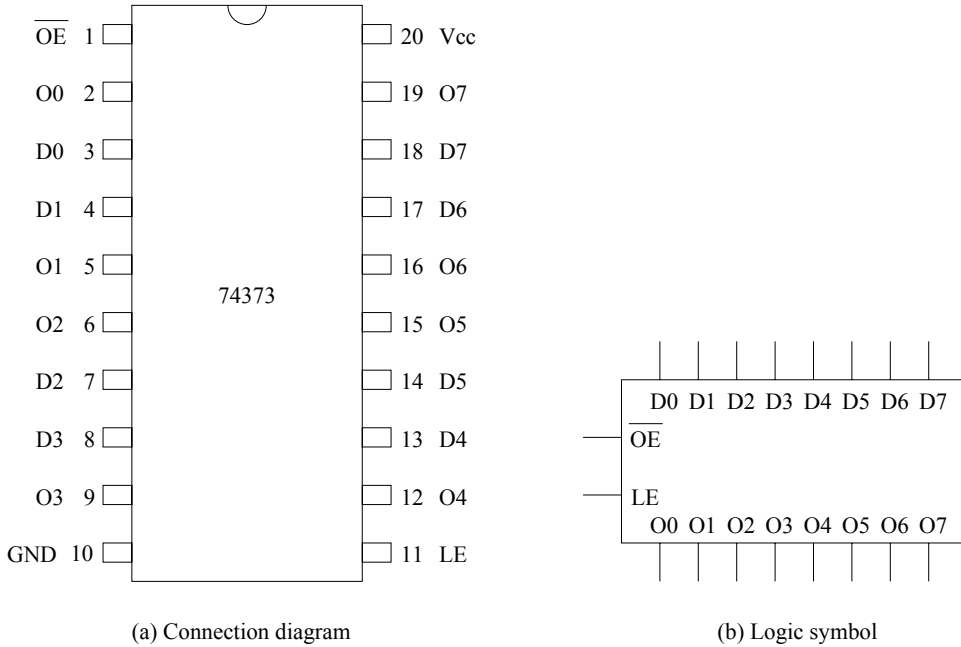 OE 1 20 Vcc
O0 2 19 O7
D0 3 18 D7
D1 4 17 D6
O1 5 16 O6
74373
O2 6 15 O5
D2 7 14 D5
D3 8 13 D4
O3 9 12 O4
GND 10 11 LE
(a) Connection diagram
D0 D1 D2 D3 D4 D5 D6 D7
OE
LE
O0 O1 O2 O3 O4 O5 O6 O7
(b) Logic symbol